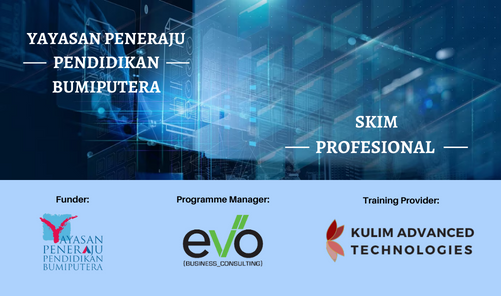 YAYASAN PENERAJU
PENDIDIKAN
BUMIPUTERA
SKIM
PROFESIONAL
Funder:
YAYASAN
PENERAJU
PENDIDIKAN
BUMIPUTERA
Programme Manager:
evo
{BUSINESS_CONSULTING}
Training Provider:
KULIM ADVANCED
TECHNOLOGIES